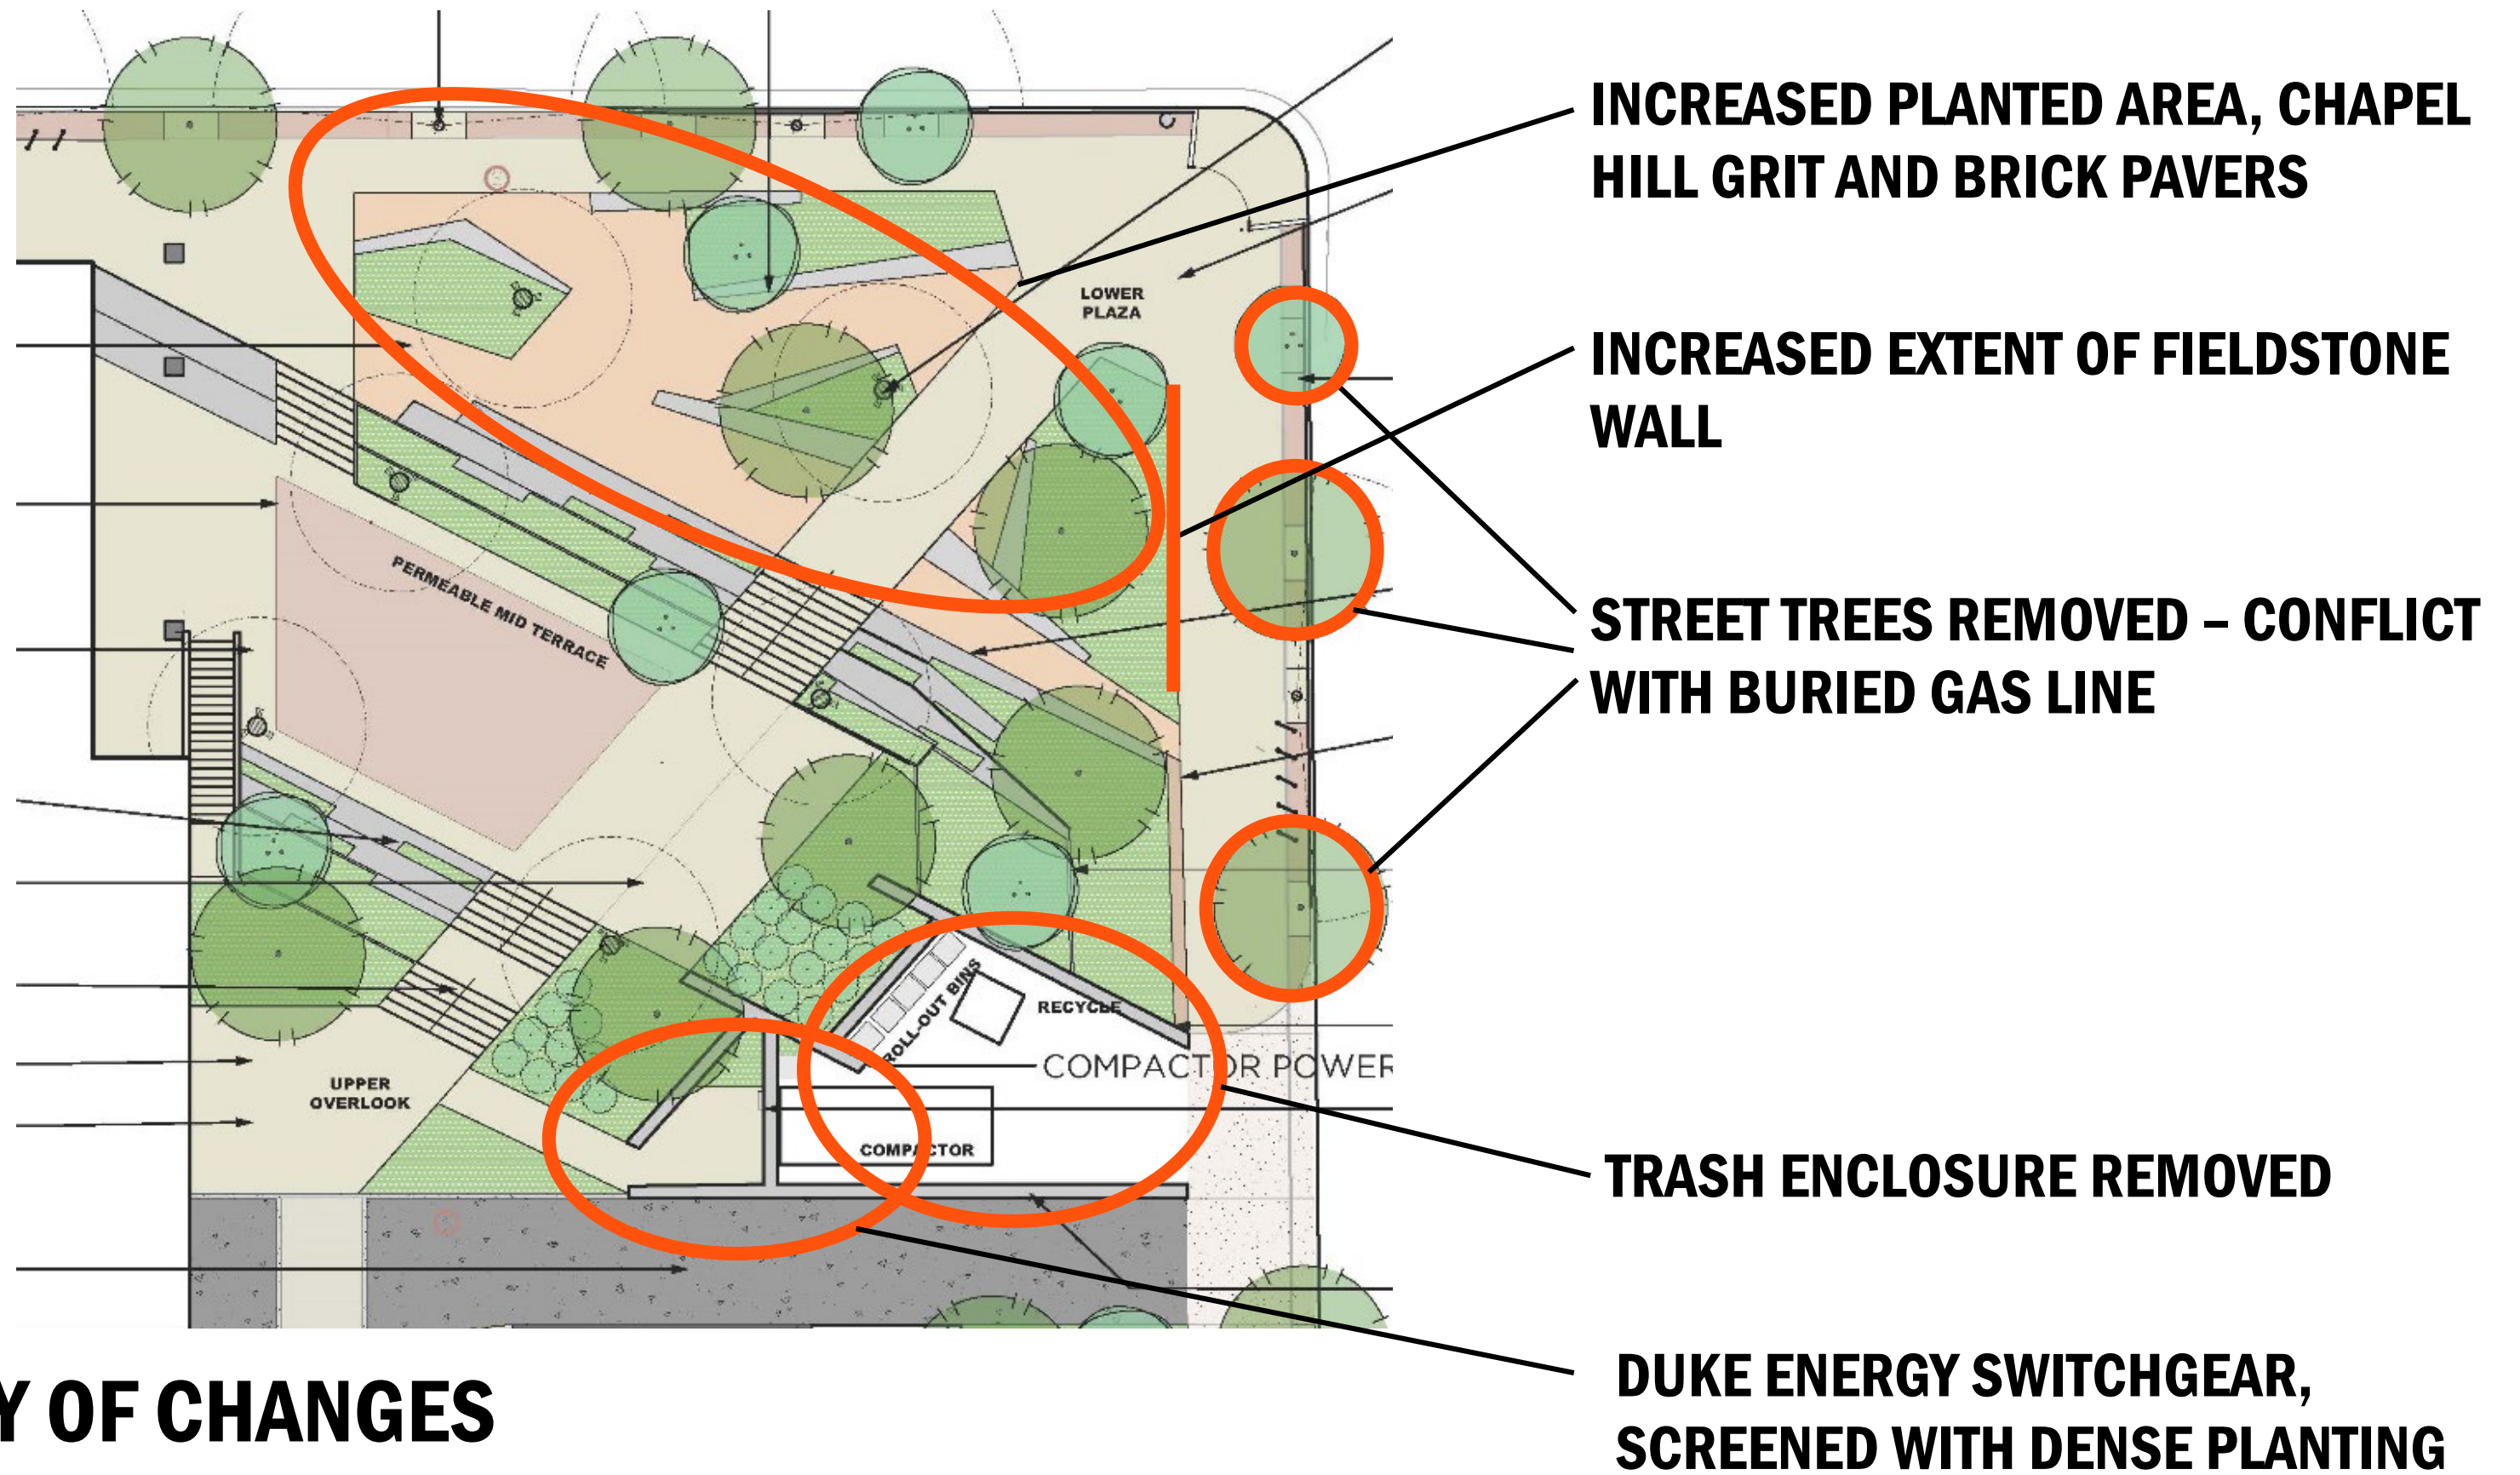 INCREASED PLANTED AREA, CHAPEL
HILL GRIT AND BRICK PAVERS
LOWER
PLAZA
INCREASED EXTENT OF FIELDSTONE
WALL
PERMEABLE MID TERRACE
STREET TREES REMOVED – CONFLICT
WITH BURIED GAS LINE
ROLL-OUT BINS
RECYCLE
COMPACTOR POWER
UPPER
OVERLOOK
COMPACTOR
TRASH ENCLOSURE REMOVED
DUKE ENERGY SWITCHGEAR,
SCREENED WITH DENSE PLANTING
Y OF CHANGES